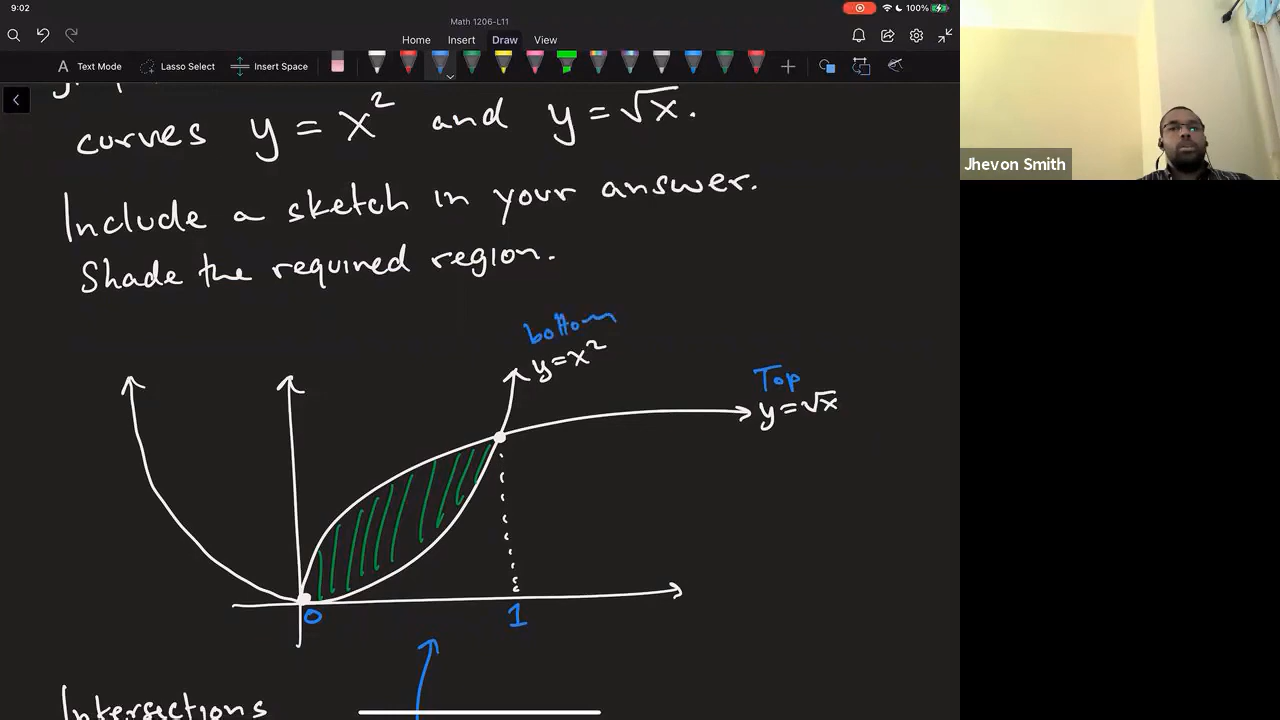 9:02
100%
Math 1206-L11
Home Insert Draw View
Text Mode Lasso Select Insert Space
curves y = x² and y = √x.
Include a sketch in your answer.
Shade the required region.
bottom
y=x²
Top
y=√x
0 1
Intersections
Jhevon Smith